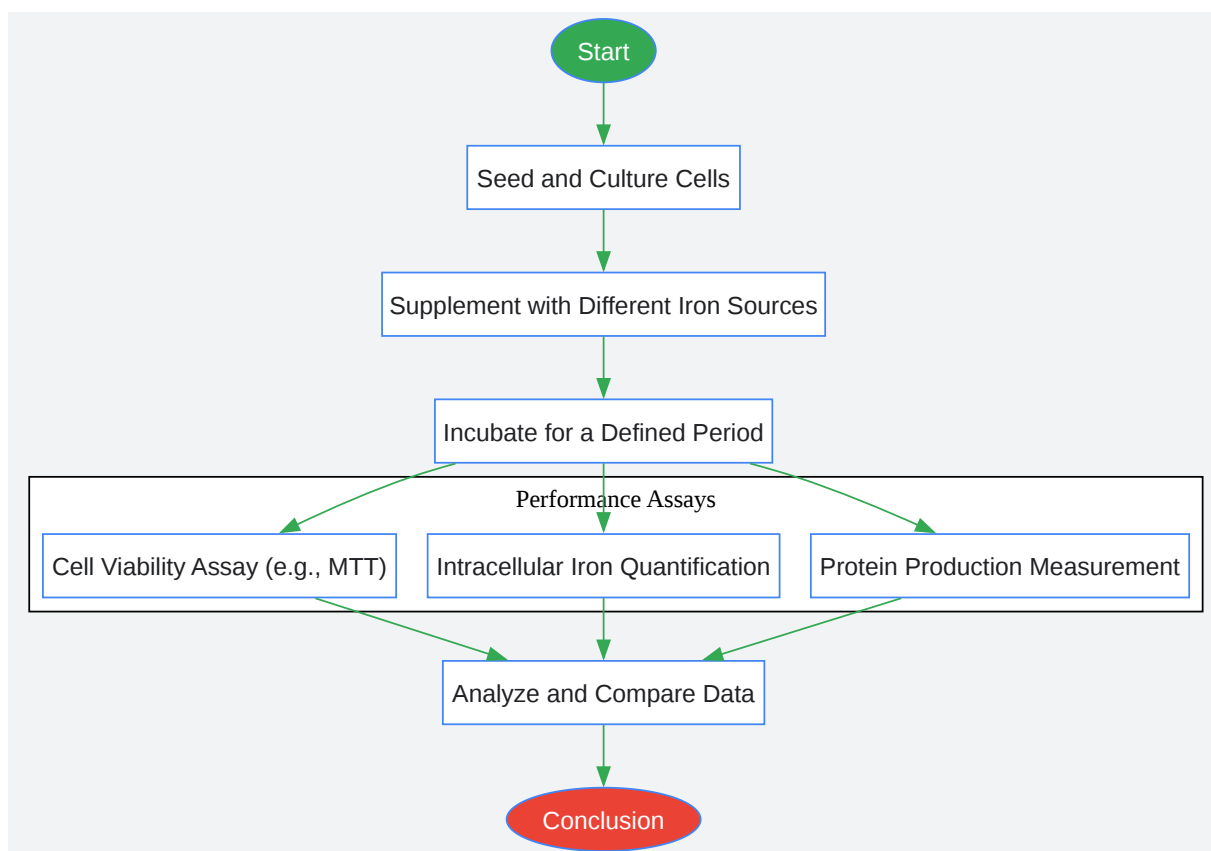 Start
Seed and Culture Cells
Supplement with Different Iron Sources
Incubate for a Defined Period
Performance Assays
Cell Viability Assay (e.g., MTT)
Intracellular Iron Quantification
Protein Production Measurement
Analyze and Compare Data
Conclusion